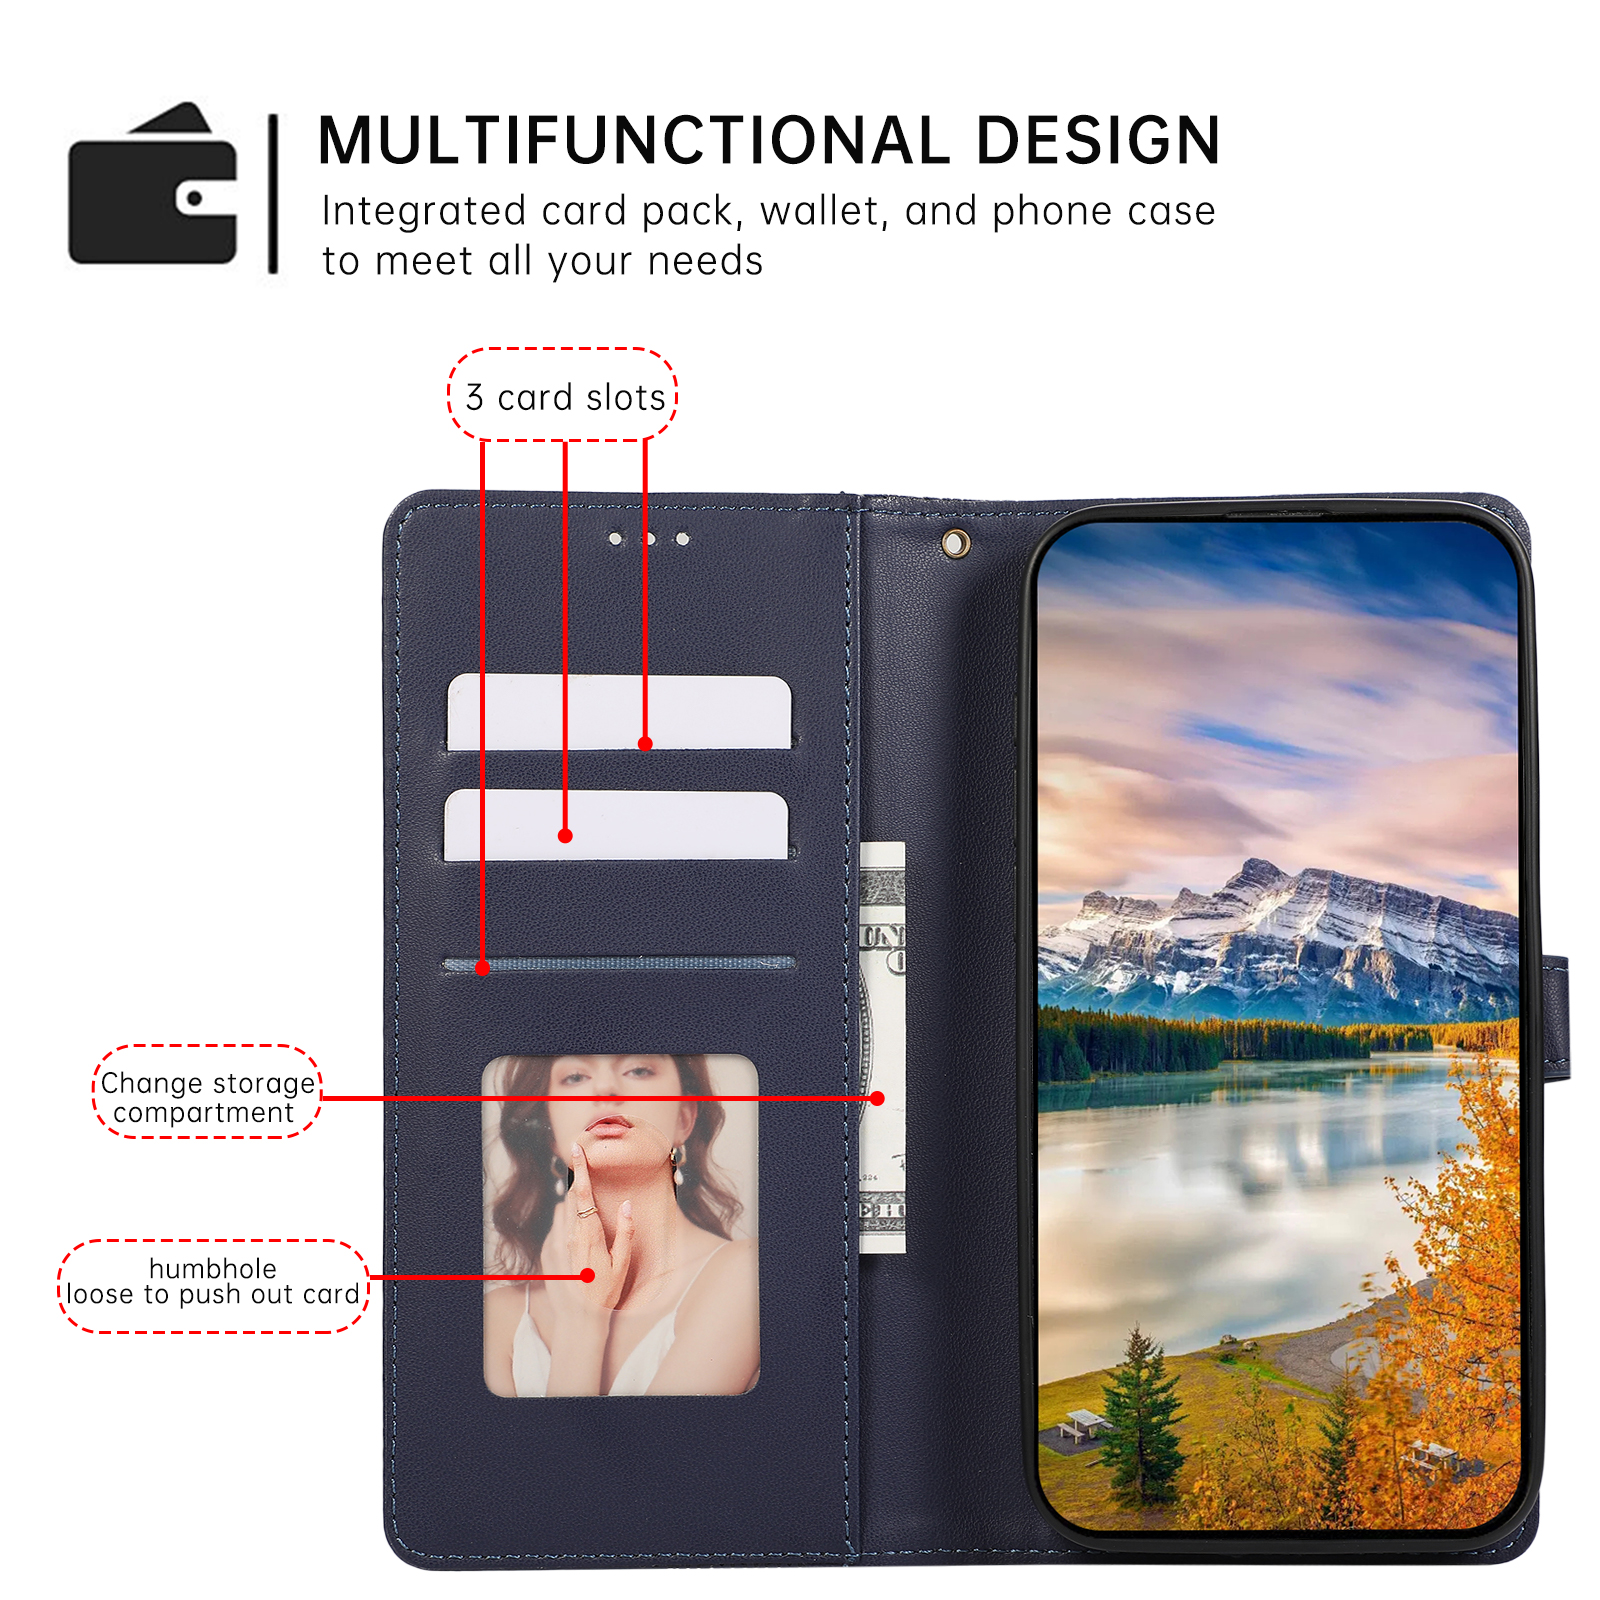 MULTIFUNCTIONAL DESIGN
Integrated card pack, wallet, and phone case
to meet all your needs
3 card slots
Change storage
compartment
humbhole
loose to push out card